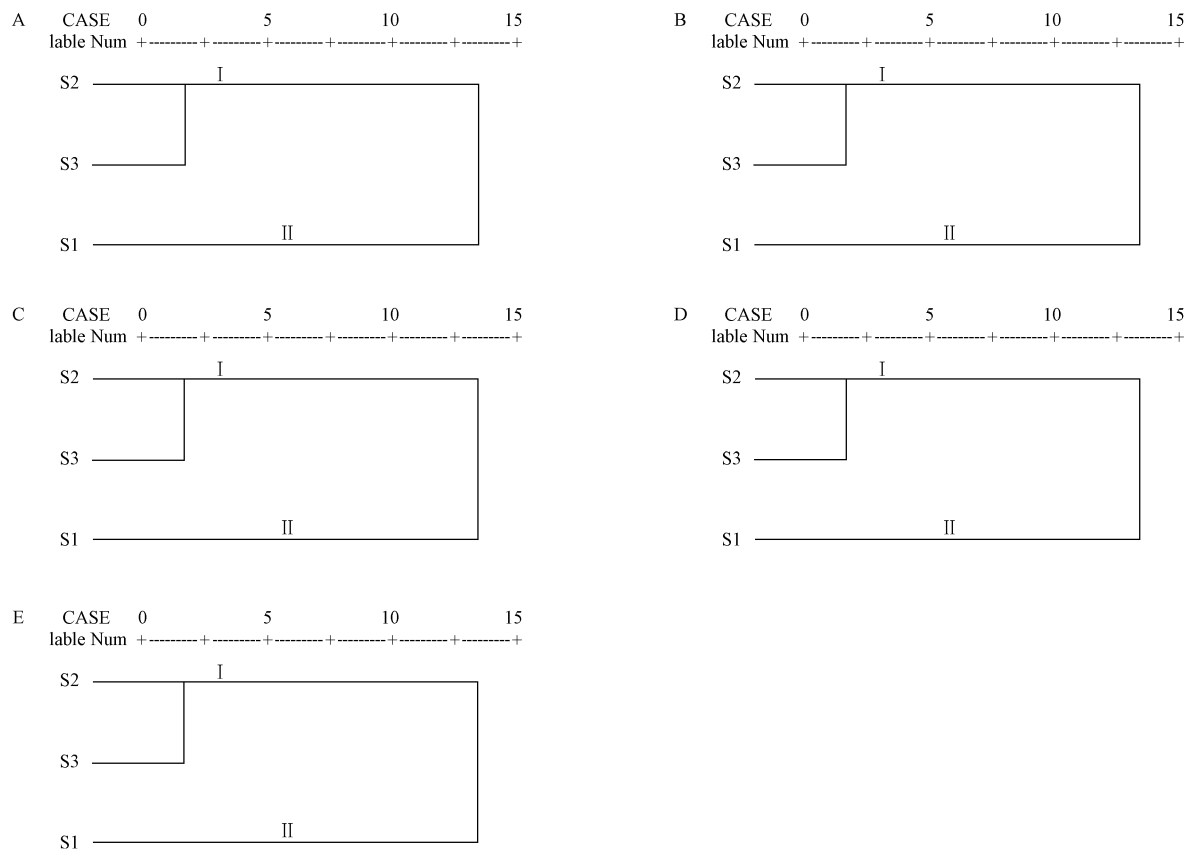 A CASE 0 5 10 15
lable Num + --------- + --------- + --------- + --------- + --------- + --------- +
S2
I
S3
S1
II
B CASE 0 5 10 15
lable Num + --------- + --------- + --------- + --------- + --------- + --------- +
S2
I
S3
S1
II
C CASE 0 5 10 15
lable Num + --------- + --------- + --------- + --------- + --------- + --------- +
S2
I
S3
S1
II
D CASE 0 5 10 15
lable Num + --------- + --------- + --------- + --------- + --------- + --------- +
S2
I
S3
S1
II
E CASE 0 5 10 15
lable Num + --------- + --------- + --------- + --------- + --------- + --------- +
S2
I
S3
S1
II